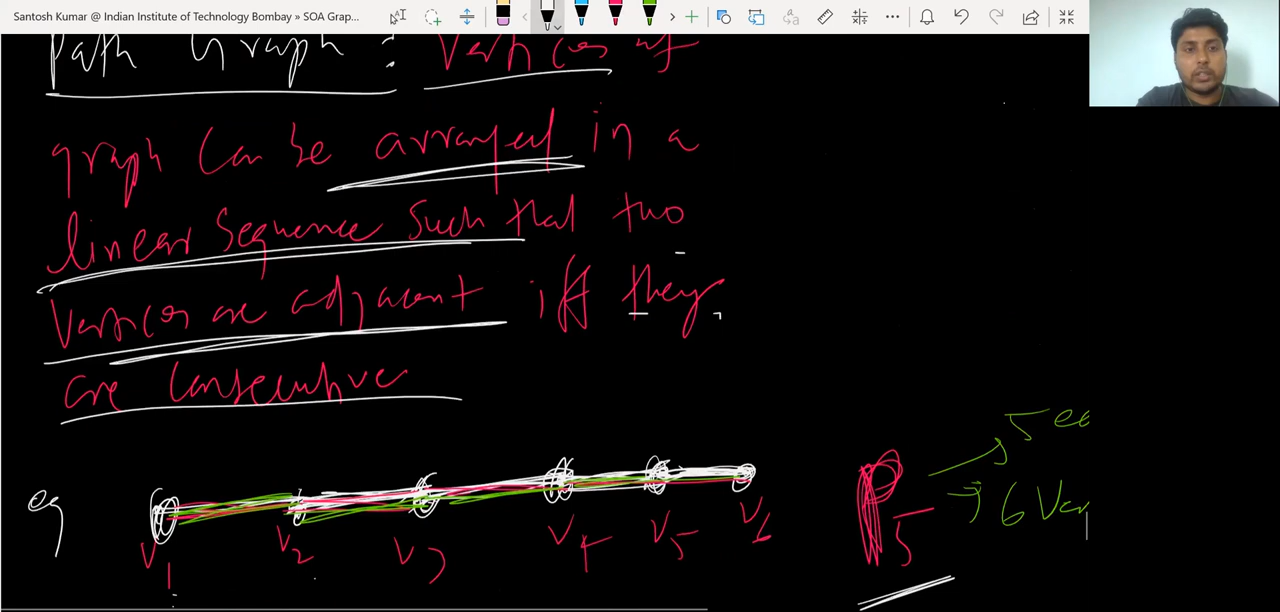 Santosh Kumar @ Indian Institute of Technology Bombay » SOA Grap...
Path Graph : Vertices of
graph can be arranged in a
linear sequence such that two
vertices are adjacent iff they
are consecutive
eg
V1 V2 V3 V4 V5 V6
P5
→ 5 ed
→ 6 Ver